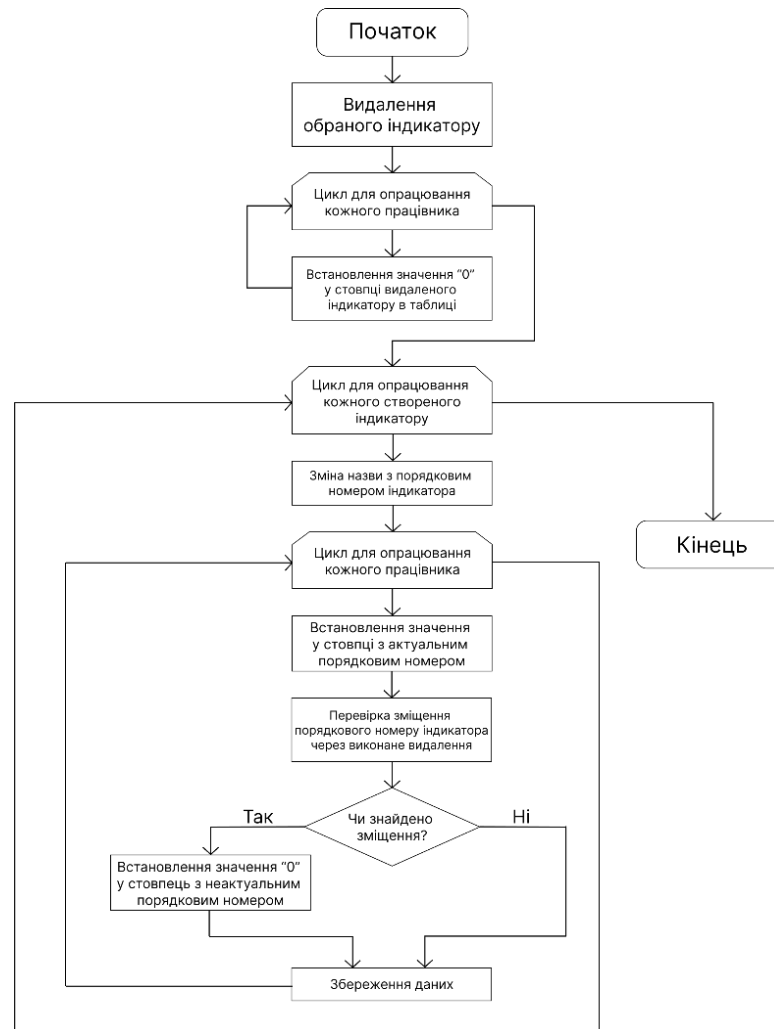 Початок
Видалення
обраного індикатору
Цикл для опрацювання
кожного працівника
Встановлення значення “0”
у стовпці видаленого
індикатору в таблиці
Цикл для опрацювання
кожного створеного
індикатору
Зміна назви з порядковим
номером індикатора
Цикл для опрацювання
кожного працівника
Кінець
Встановлення значення
у стовпці з актуальним
порядковим номером
Перевірка зміщення
порядкового номеру індикатора
через виконане видалення
Чи знайдено
зміщення?
Так
Ні
Встановлення значення “0”
у стовпець з неактуальним
порядковим номером
Збереження даних